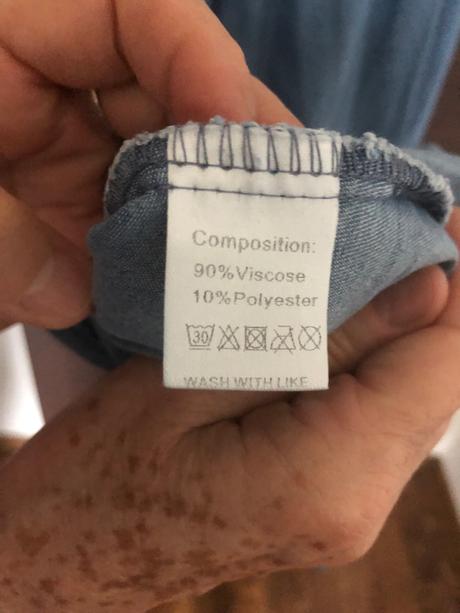 Composition:
90%Viscose
10%Polyester
30
WASH WITH LIKE